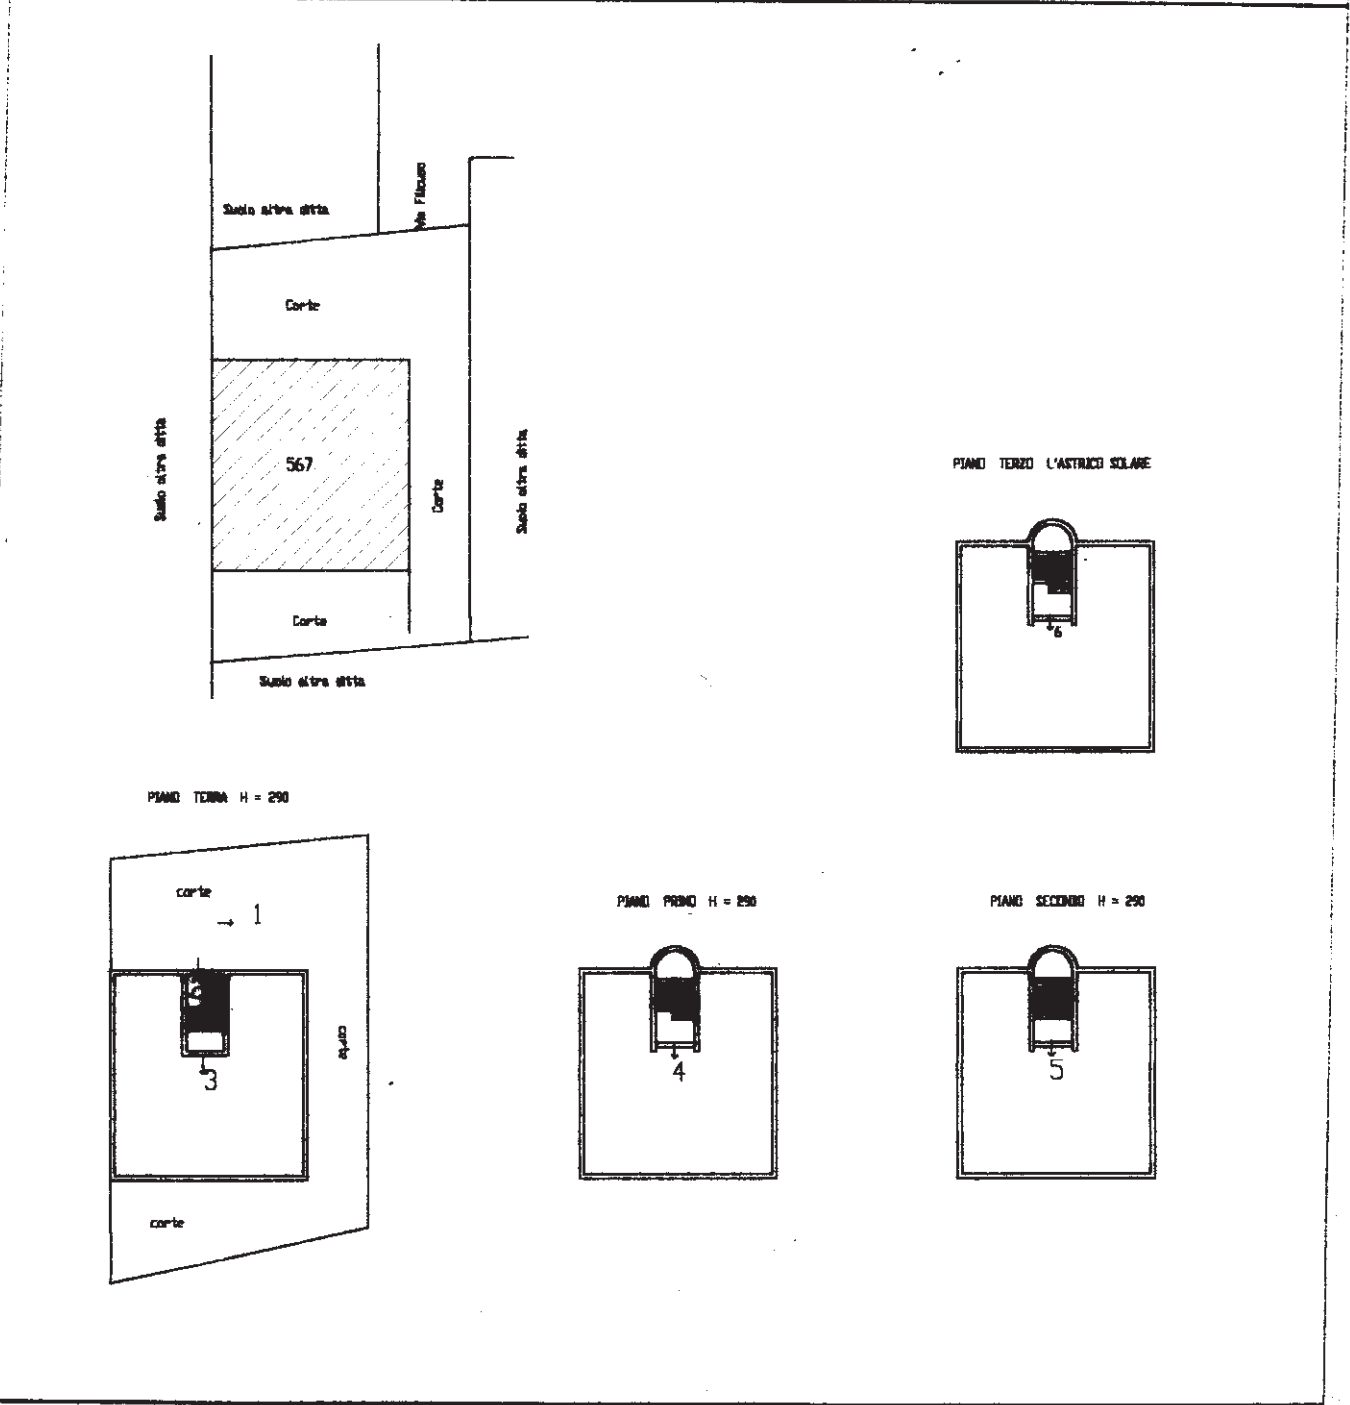 Suolo altra ditta
Via Filcuso
Corte
Suolo altra ditta
567
Corte
Suolo altra ditta
Corte
Suolo altra ditta
PIANO TERZO L'ASTRICO SOLARE
6
PIANO TERRA H = 290
corte
1
corte
3
corte
PIANO PRIMO H = 290
4
PIANO SECONDO H = 290
5